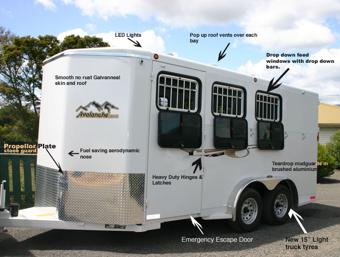 LED Lights
Pop up roof vents over each
bay
Drop down feed
windows with drop down
bars.
Smooth no rust Galvanneal
skin and roof
Avalanche
Propellor Plate
stone guard
Fuel saving aerodynamic
nose
Heavy Duty Hinges &
Latches
Teardrop mudguard
brushed aluminium
Emergency Escape Door
New 15" Light
truck tyres